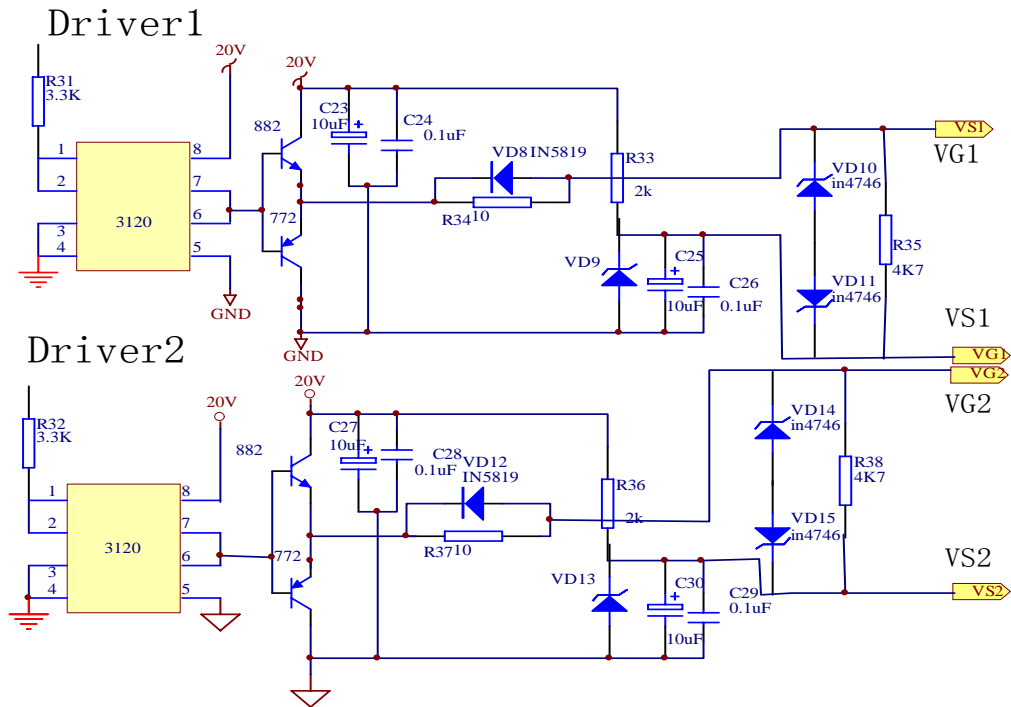 Driver1
20V
20V
R31
3.3K
882
C23
10uF
+
C24
0.1uF
VD8IN5819
R33
2k
VS1
VG1
1
2
3
4
8
7
6
5
3120
772
R34
10
VD10
in4746
R35
4K7
VD9
C25
+
10uF
C26
0.1uF
VD11
in4746
GND
GND
VS1
VG1
Driver2
VG2
VG2
20V
20V
R32
3.3K
882
C27
10uF
+
C28
0.1uF
VD12
IN5819
R36
2k
VD14
in4746
R38
4K7
1
2
3
4
8
7
6
5
3120
772
R37
10
VD15
in4746
VD13
C30
+
10uF
C29
0.1uF
VS2
VS2